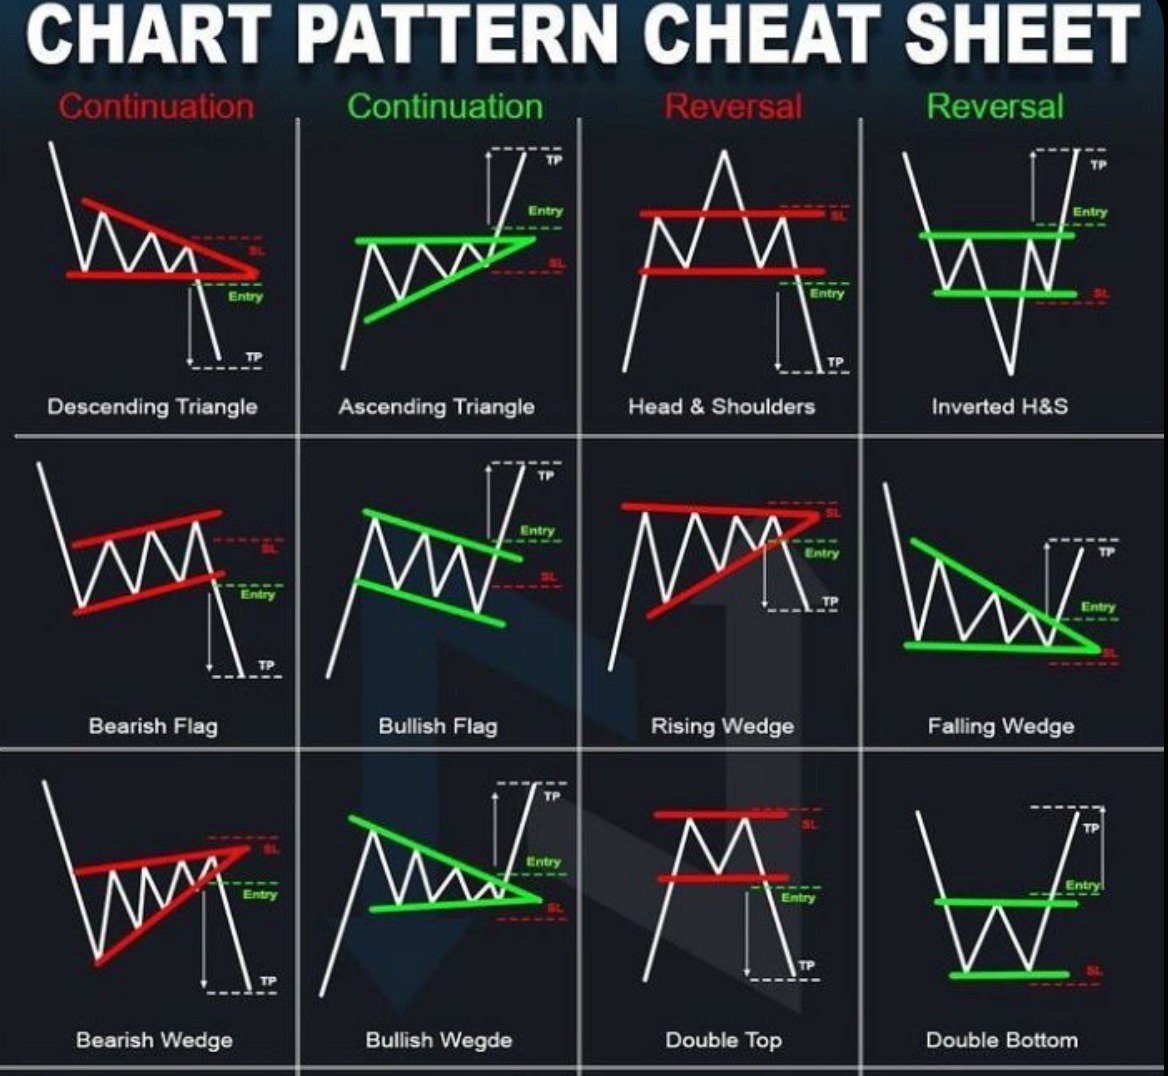 CHART PATTERN CHEAT SHEET
Continuation Continuation Reversal Reversal
SL
Entry
TP
Descending Triangle
TP
Entry
SL
Ascending Triangle
SL
Entry
TP
Head & Shoulders
TP
Entry
SL
Inverted H&S
SL
Entry
TP
Bearish Flag
TP
Entry
SL
Bullish Flag
SL
Entry
TP
Rising Wedge
TP
Entry
SL
Falling Wedge
SL
Entry
TP
Bearish Wedge
TP
Entry
SL
Bullish Wegde
SL
Entry
TP
Double Top
TP
Entry
SL
Double Bottom